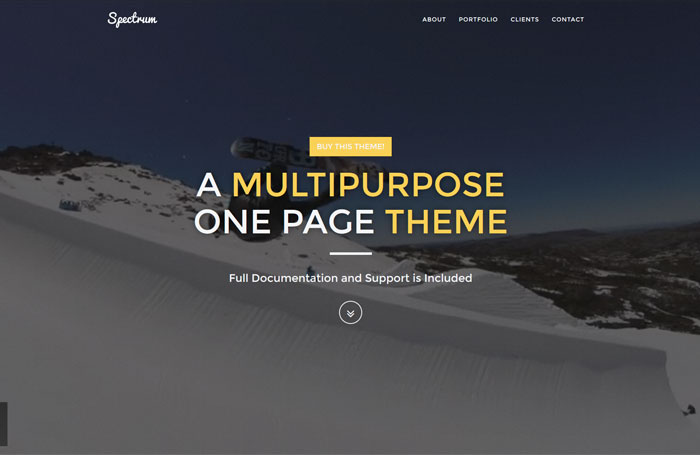 Spectrum
ABOUT PORTFOLIO CLIENTS CONTACT
BUY THIS THEME!
A MULTIPURPOSE
ONE PAGE THEME
Full Documentation and Support is Included